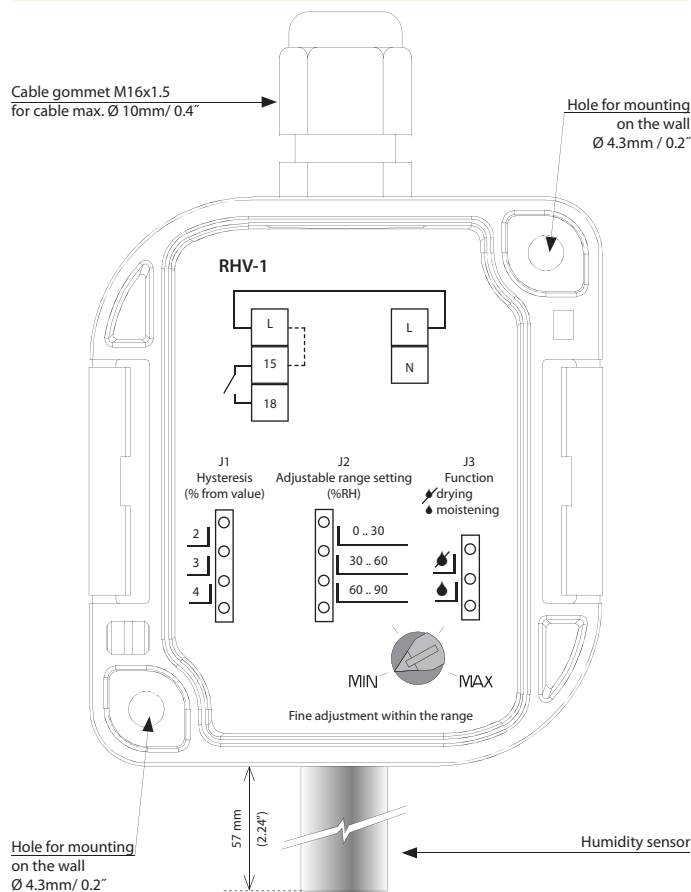 Cable gommet M16x1.5
for cable max. Ø 10mm/ 0.4˝
Hole for mounting
on the wall
Ø 4.3mm / 0.2˝
RHV-1
L
L
15
N
18
J1
Hysteresis
(% from value)
J2
Adjustable range setting
(%RH)
J3
Function
drying
moistening
2
3
4
0 .. 30
30 .. 60
60 .. 90
MIN
MAX
Fine adjustment within the range
57 mm
(2.24")
Hole for mounting
on the wall
Ø 4.3mm/ 0.2˝
Humidity sensor